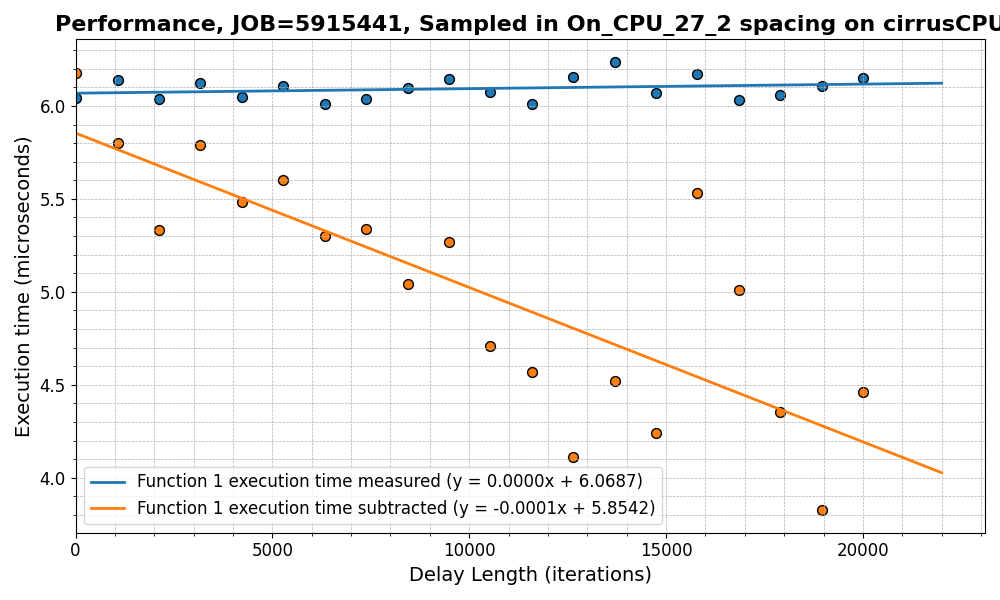 Performance, JOB=5915441, Sampled in On_CPU_27_2 spacing on cirrusCPU
Execution time (microseconds)
6.0
5.5
5.0
4.5
4.0
Function 1 execution time measured (y = 0.0000x + 6.0687)
Function 1 execution time subtracted (y = -0.0001x + 5.8542)
0 5000 10000 15000 20000
Delay Length (iterations)